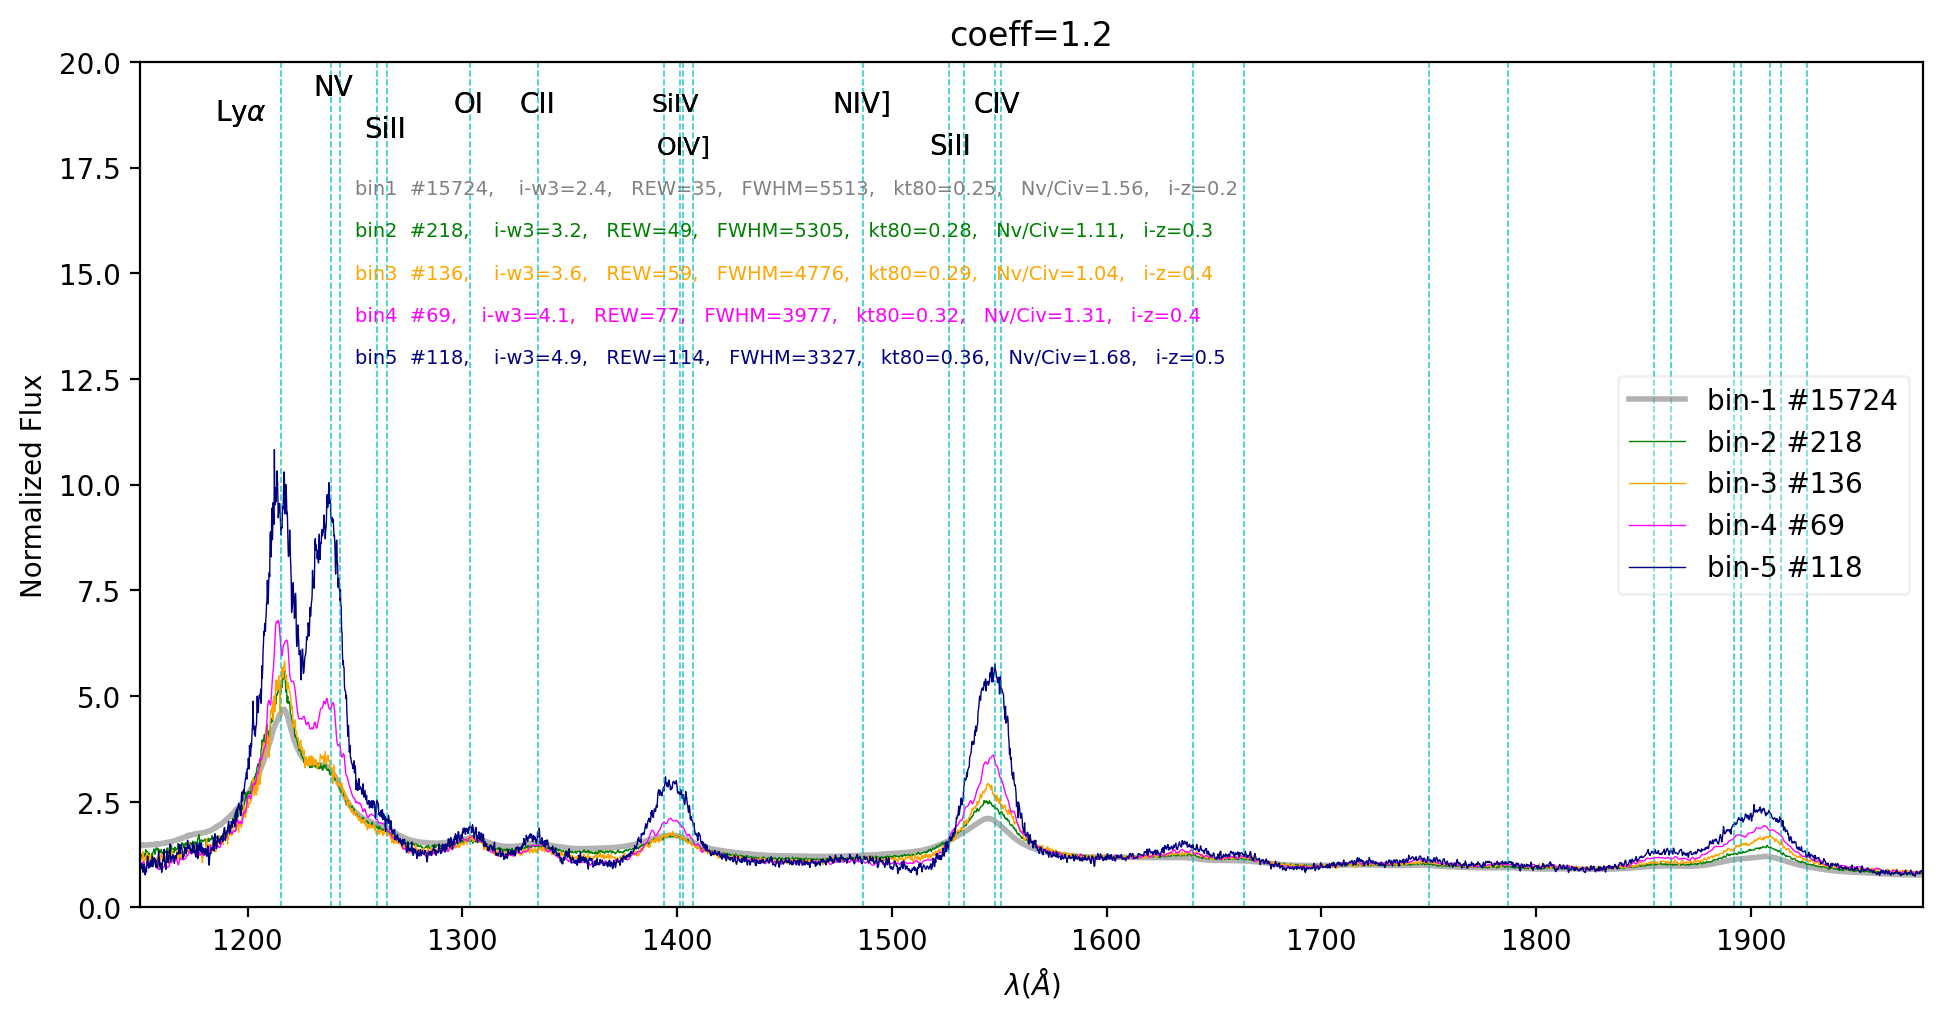 coeff=1.2
20.0
17.5
15.0
12.5
10.0
7.5
5.0
2.5
0.0
Normalized Flux
NV
Lyα
SiII
OI
CII
SiIV
OIV]
NIV]
CIV
SiII
bin1 #15724, i-w3=2.4, REW=35, FWHM=5513, kt80=0.25, Nv/Civ=1.56, i-z=0.2
bin2 #218, i-w3=3.2, REW=49, FWHM=5305, kt80=0.28, Nv/Civ=1.11, i-z=0.3
bin3 #136, i-w3=3.6, REW=59, FWHM=4776, kt80=0.29, Nv/Civ=1.04, i-z=0.4
bin4 #69, i-w3=4.1, REW=77, FWHM=3977, kt80=0.32, Nv/Civ=1.31, i-z=0.4
bin5 #118, i-w3=4.9, REW=114, FWHM=3327, kt80=0.36, Nv/Civ=1.68, i-z=0.5
bin-1 #15724
bin-2 #218
bin-3 #136
bin-4 #69
bin-5 #118
1200 1300 1400 1500 1600 1700 1800 1900
λ(Å)